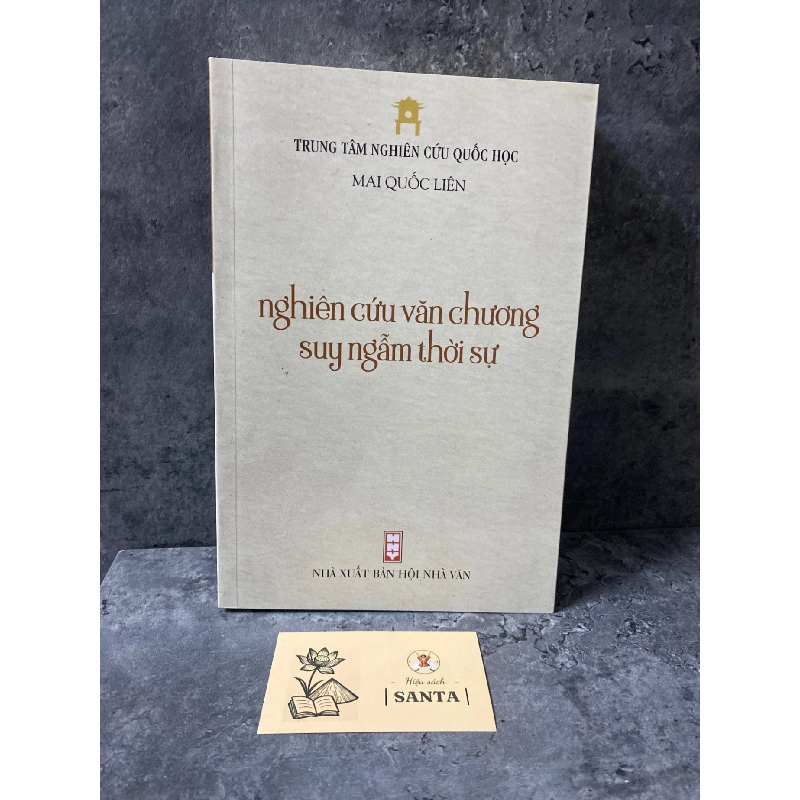 TRUNG TÂM NGHIÊN CỨU QUỐC HỌC
MAI QUỐC LIÊN
nghiên cứu văn chương
suy ngẫm thời sự
NHÀ XUẤT BẢN HỘI NHÀ VĂN
Hiệu sách
SANTA